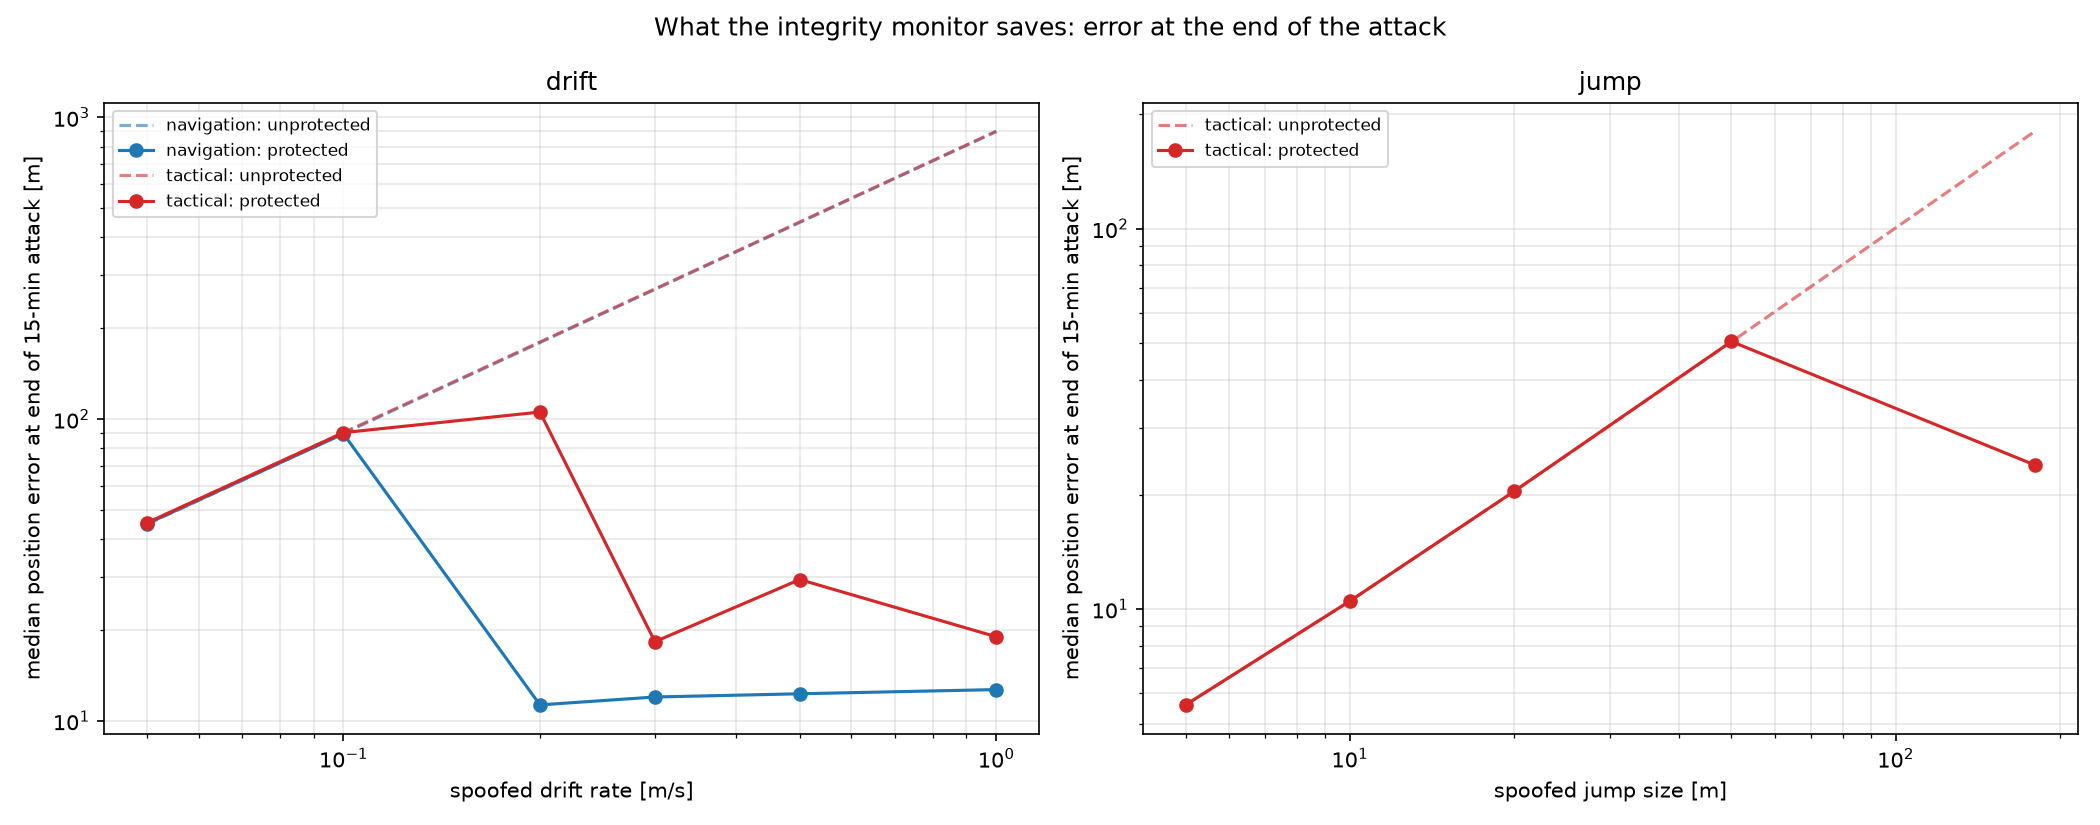 What the integrity monitor saves: error at the end of the attack
drift
median position error at end of 15-min attack [m]
10³
10²
10¹
navigation: unprotected
navigation: protected
tactical: unprotected
tactical: protected
10⁻¹
10⁰
spoofed drift rate [m/s]
jump
median position error at end of 15-min attack [m]
10²
10¹
tactical: unprotected
tactical: protected
10¹
10²
spoofed jump size [m]